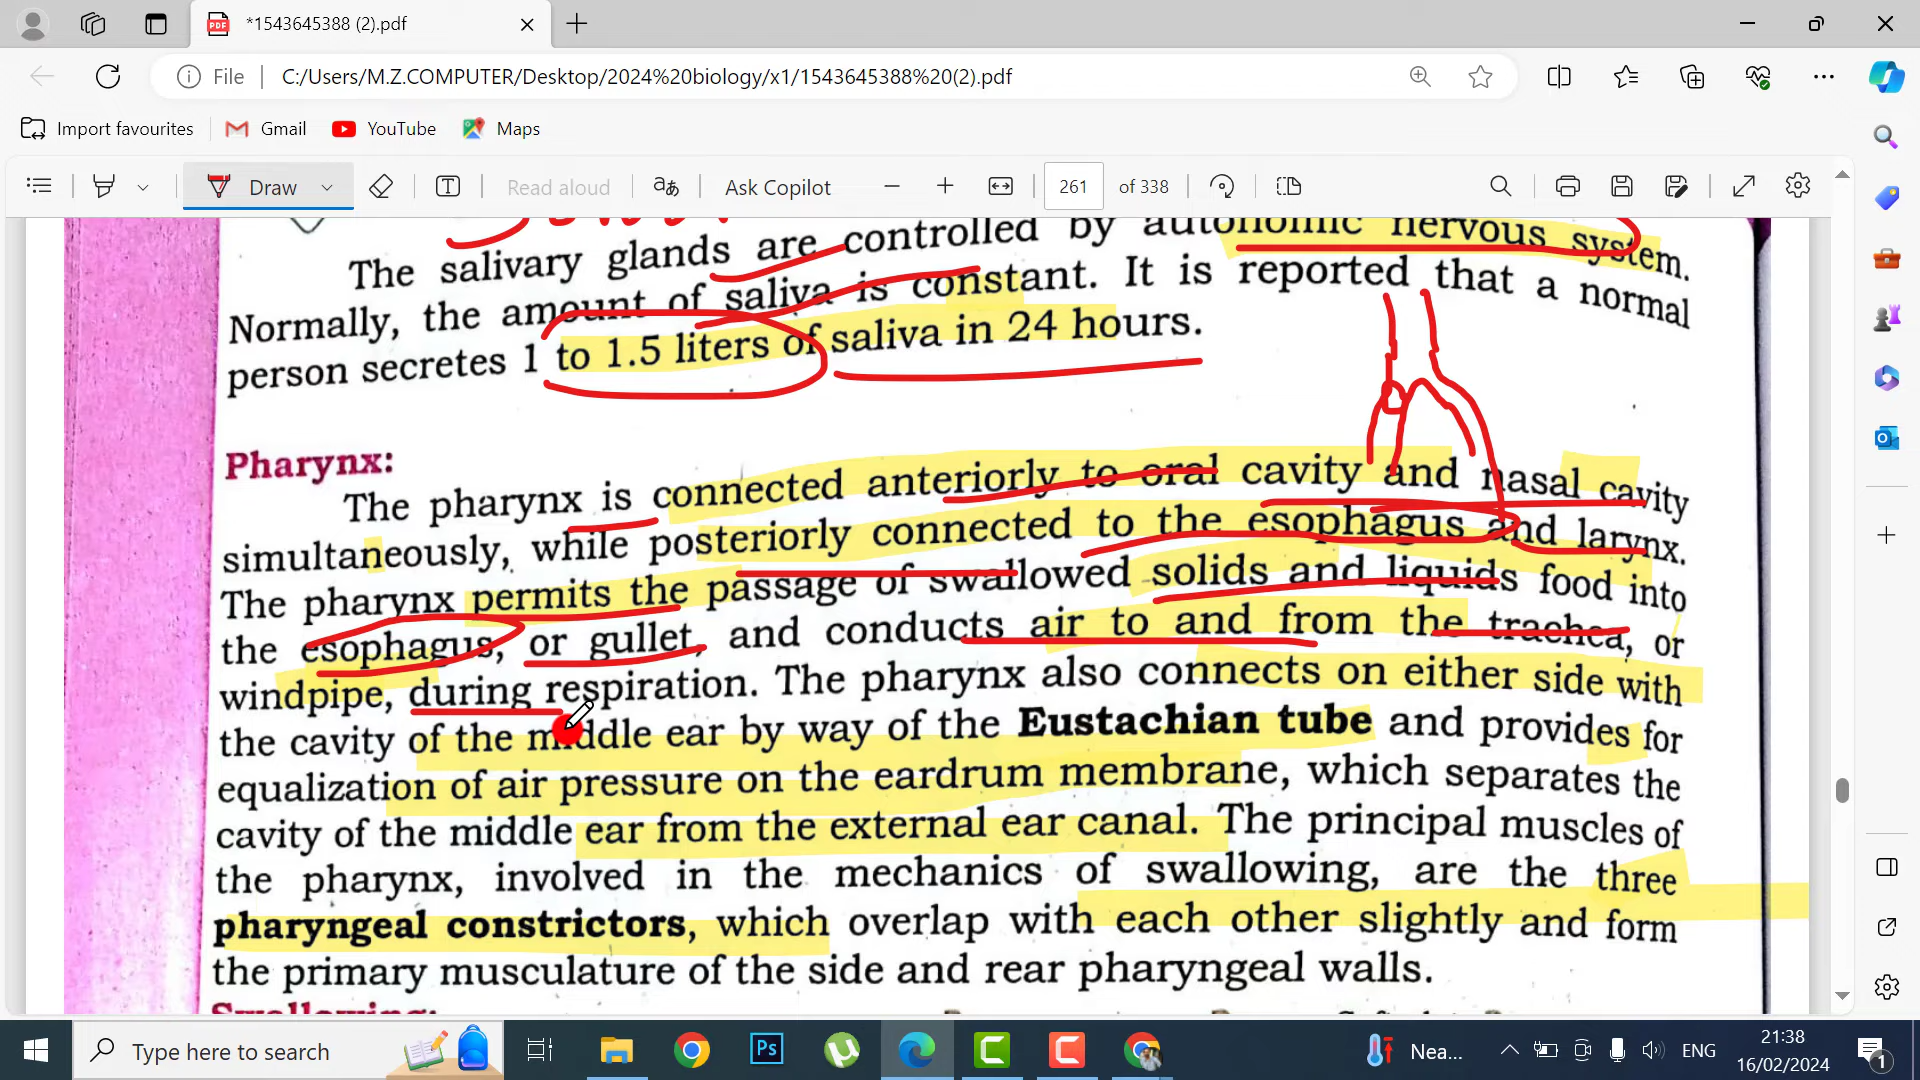 *1543645388 (2).pdf
File C:/Users/M.Z.COMPUTER/Desktop/2024%20biology/x1/1543645388%20(2).pdf
Import favourites Gmail YouTube Maps
Draw Read aloud aあ Ask Copilot 261 of 338
The salivary glands are controlled by autonomic nervous system.
Normally, the amount of saliva is constant. It is reported that a normal
person secretes 1 to 1.5 liters of saliva in 24 hours.
Pharynx:
The pharynx is connected anteriorly to oral cavity and nasal cavity
simultaneously, while posteriorly connected to the esophagus and larynx.
The pharynx permits the passage of swallowed solids and liquids food into
the esophagus, or gullet, and conducts air to and from the trachea, or
windpipe, during respiration. The pharynx also connects on either side with
the cavity of the middle ear by way of the Eustachian tube and provides for
equalization of air pressure on the eardrum membrane, which separates the
cavity of the middle ear from the external ear canal. The principal muscles of
the pharynx, involved in the mechanics of swallowing, are the three
pharyngeal constrictors, which overlap with each other slightly and form
the primary musculature of the side and rear pharyngeal walls.
Swallowing:
Type here to search Ps Nea... ENG 21:38
16/02/2024 1